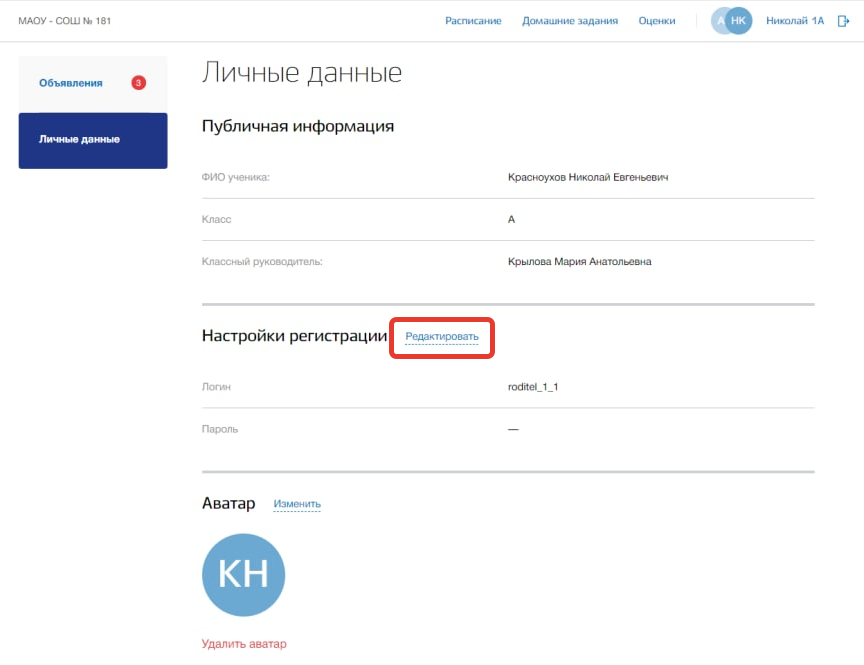 МАОУ - СОШ № 181
Расписание Домашние задания Оценки А НК Николай 1А
Объявления 3
Личные данные
Личные данные
Публичная информация
ФИО ученика: Красноухов Николай Евгеньевич
Класс А
Классный руководитель: Крылова Мария Анатольевна
Настройки регистрации Редактировать
Логин roditel_1_1
Пароль —
Аватар Изменить
КН
Удалить аватар